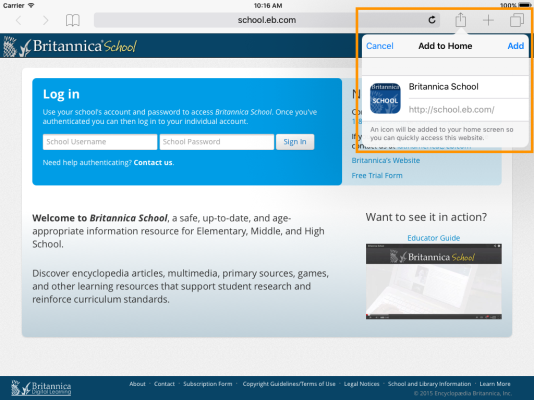 Carrier
10:16 AM
100%
school.eb.com
Britannica School
Cancel
Add to Home
Add
Britannica School
SCHOOL
http://school.eb.com/
An icon will be added to your home screen so
you can quickly access this website.
Log in
Use your school's account and password to access Britannica School. Once you've
authenticated you can then log in to your individual account.
School Username
School Password
Sign In
Need help authenticating? Contact us.
Britannica's Website
Free Trial Form
Welcome to Britannica School, a safe, up-to-date, and age-
appropriate information resource for Elementary, Middle, and High
School.
Discover encyclopedia articles, multimedia, primary sources, games,
and other learning resources that support student research and
reinforce curriculum standards.
Want to see it in action?
Educator Guide
Britannica School
Britannica
Digital Learning
About · Contact · Subscription Form · Copyright Guidelines/Terms of Use · Legal Notices · School and Library Information · Learn More
© 2015 Encyclopædia Britannica, Inc.